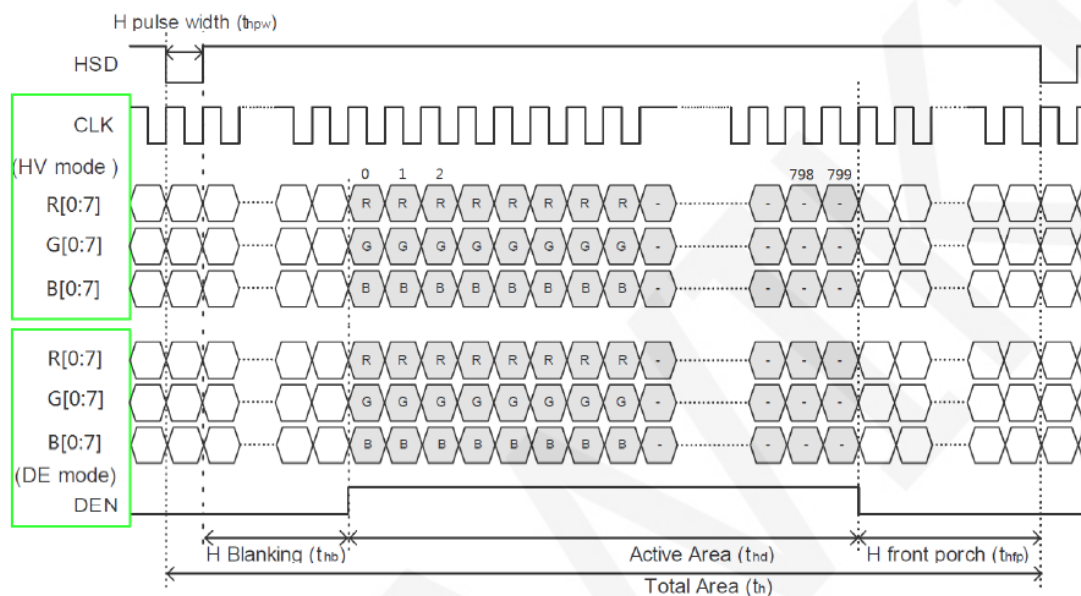 H pulse width (thpw)
HSD
CLK
(HV mode )
0 1 2 798 799
R[0:7] R R R R R R R R - - - -
G[0:7] G G G G G G G G - - - -
B[0:7] B B B B B B B B - - - -
R[0:7] R R R R R R R R - - - -
G[0:7] G G G G G G G G - - - -
B[0:7] B B B B B B B B - - - -
(DE mode)
DEN
H Blanking (thb) Active Area (thd) H front porch (thfp)
Total Area (th)